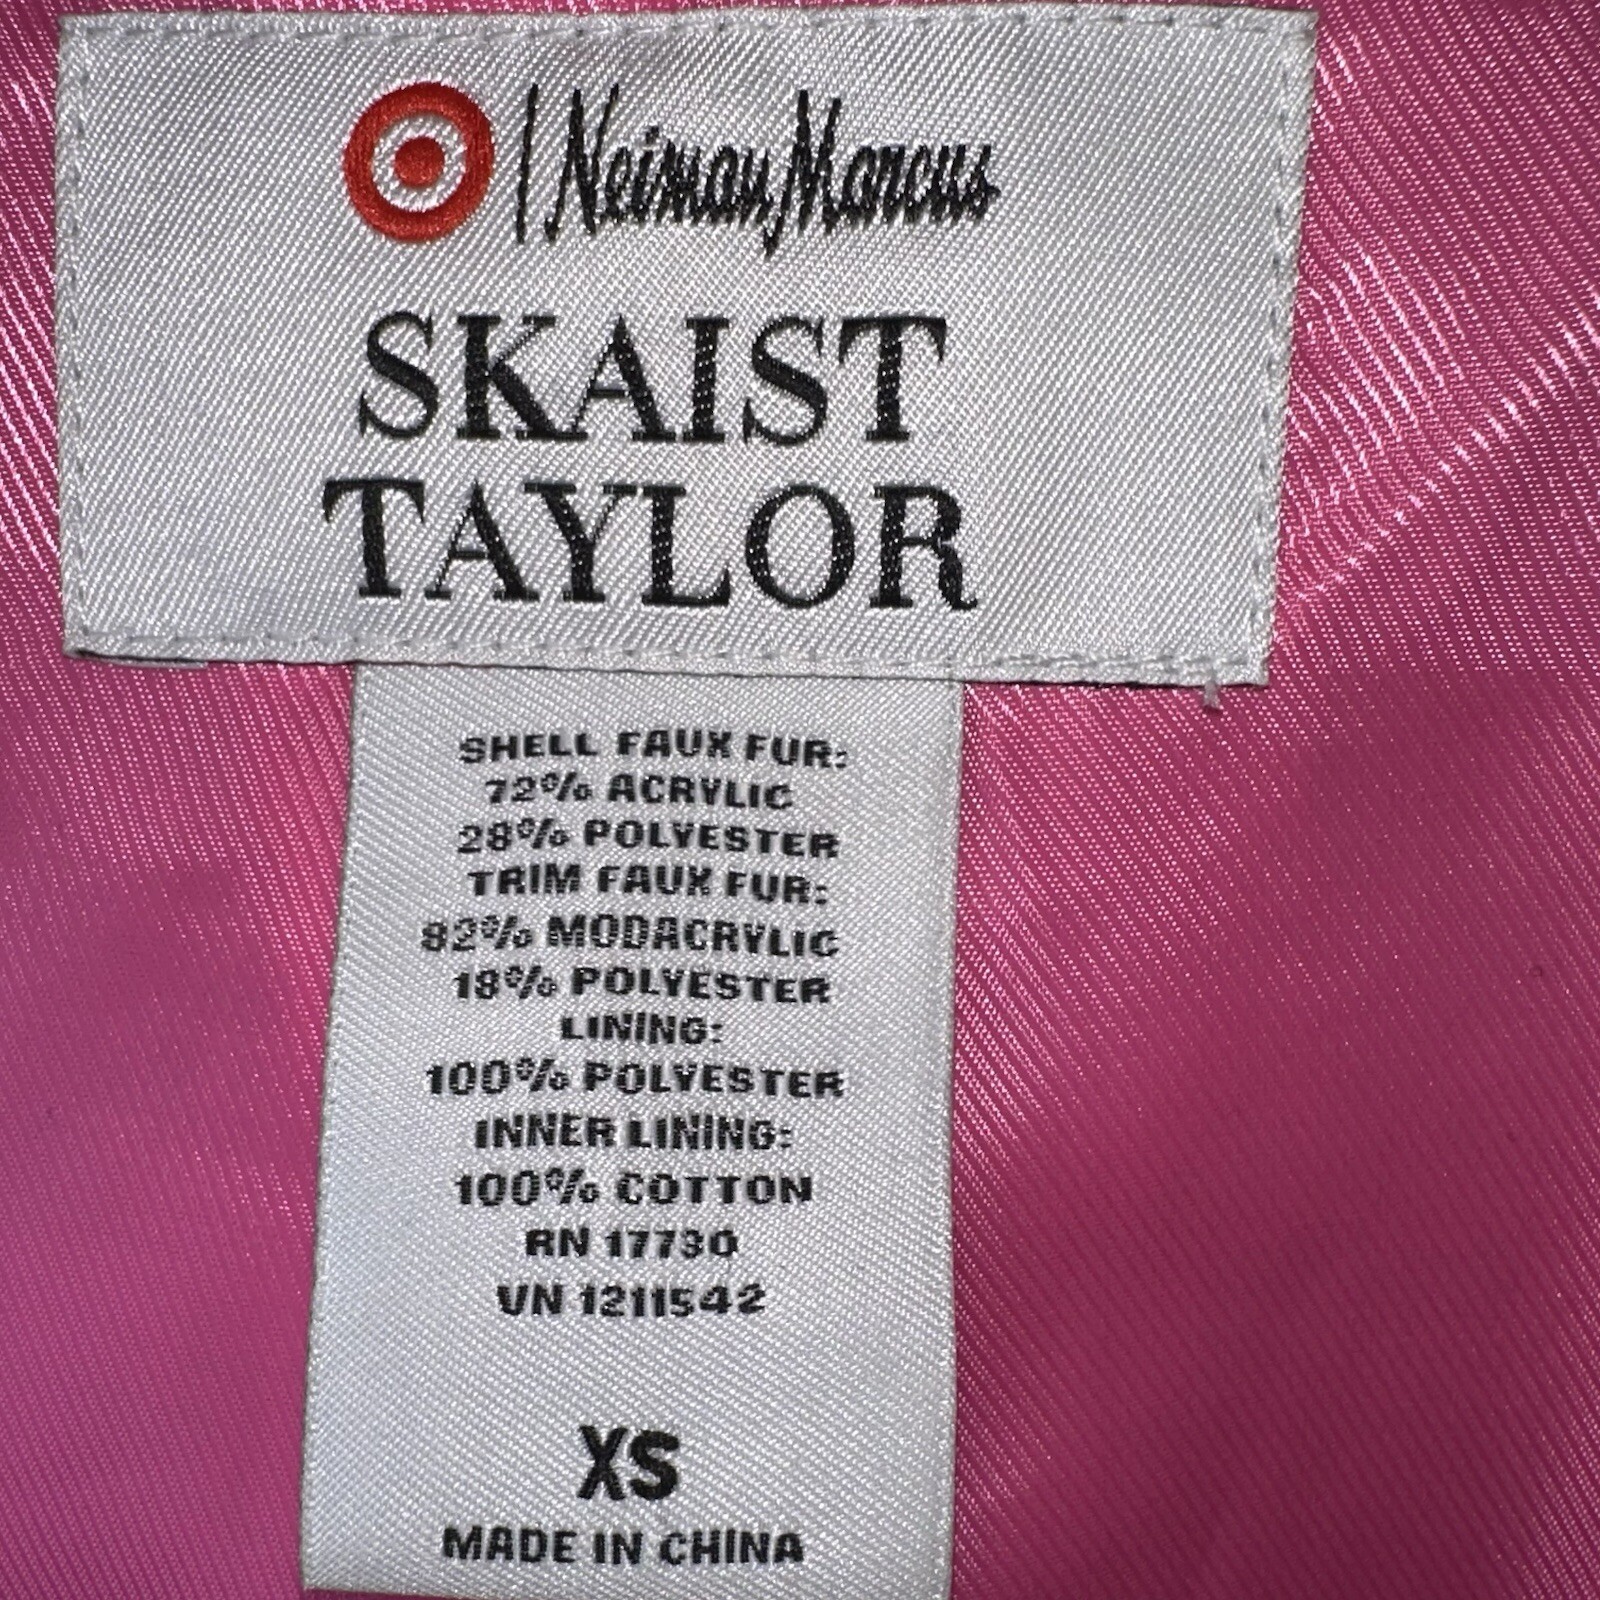 | Neiman Marcus
SKAIST
TAYLOR
SHELL FAUX FUR:
72% ACRYLIC
28% POLYESTER
TRIM FAUX FUR:
82% MODACRYLIC
18% POLYESTER
LINING:
100% POLYESTER
INNER LINING:
100% COTTON
RN 17730
VN 1211542
XS
MADE IN CHINA